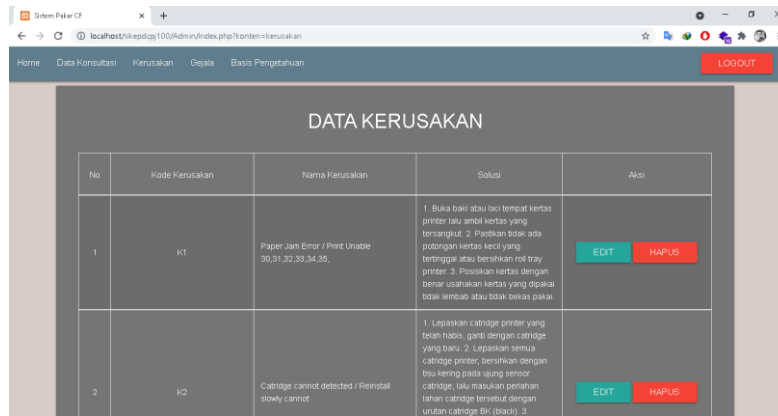 Sistem Pakar CF
localhost/sikepdcpj100/Admin/index.php?konten=kerusakan
Home Data Konsultasi Kerusakan Gejala Basis Pengetahuan LOGOUT
DATA KERUSAKAN
No Kode Kerusakan Nama Kerusakan Solusi Aksi
1. Buka baki atau laci tempat kertas
printer lalu ambil kertas yang
tersangkut. 2. Pastikan tidak ada
potongan kertas kecil yang
tertinggal atau bersihkan roll tray
printer. 3. Posisikan kertas dengan
benar usahakan kertas yang dipakai
tidak lembab atau tidak bekas pakai.
1 K1
Paper Jam Error / Print Unable
30,31,32,33,34,35,
EDIT HAPUS
1. Lepaskan catridge printer yang
telah habis, ganti dengan catridge
yang baru. 2. Lepaskan semua
catridge printer, bersihkan dengan
tisu kering pada ujung sensor
catridge, lalu masukan perlahan
lahan catridge tersebut dengan
urutan catridge BK (black). 3.
2 K2
Catridge cannot detected / Reinstall
slowly cannot
EDIT HAPUS